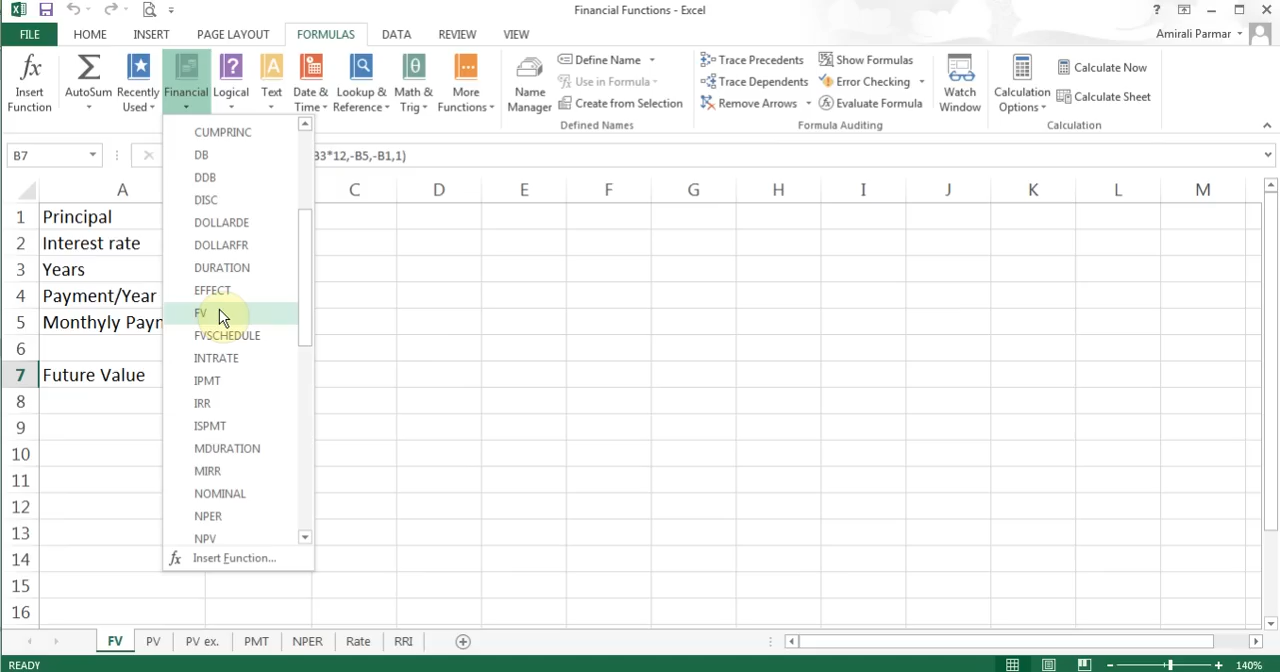 Financial Functions - Excel
FILE HOME INSERT PAGE LAYOUT FORMULAS DATA REVIEW VIEW Amirali Parmar
fx Insert Function
Σ AutoSum
Recently Used
Financial
Logical
Text
Date & Time
Lookup & Reference
Math & Trig
More Functions
Name Manager
Define Name
Use in Formula
Create from Selection
Defined Names
Trace Precedents
Trace Dependents
Remove Arrows
Show Formulas
Error Checking
Evaluate Formula
Formula Auditing
Watch Window
Calculation Options
Calculate Now
Calculate Sheet
Calculation
B7 B3*12,-B5,-B1,1)
CUMPRINC
DB
DDB
DISC
DOLLARDE
DOLLARFR
DURATION
EFFECT
FV
FVSCHEDULE
INTRATE
IPMT
IRR
ISPMT
MDURATION
MIRR
NOMINAL
NPER
NPV
fx Insert Function...
A C D E F G H I J K L M
1 Principal
2 Interest rate
3 Years
4 Payment/Year
5 Monthyly Payn
6
7 Future Value
8
9
10
11
12
13
14
15
16
FV PV PV ex. PMT NPER Rate RRI
READY 140%